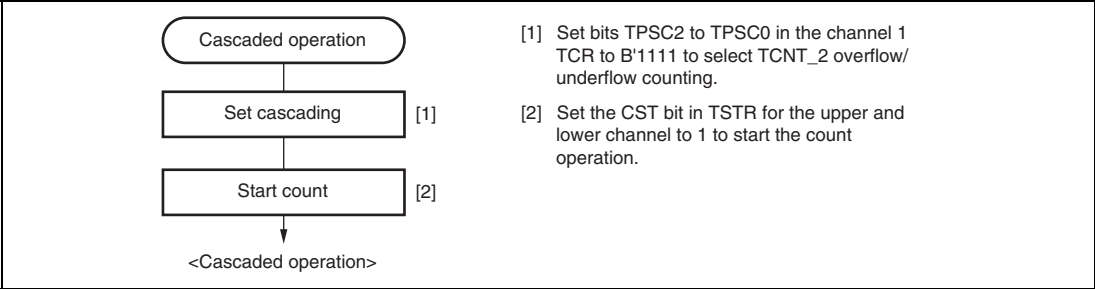 Cascaded operation
Set cascading
[1]
Start count
[2]
<Cascaded operation>
[1] Set bits TPSC2 to TPSC0 in the channel 1
TCR to B'1111 to select TCNT_2 overflow/
underflow counting.
[2] Set the CST bit in TSTR for the upper and
lower channel to 1 to start the count
operation.